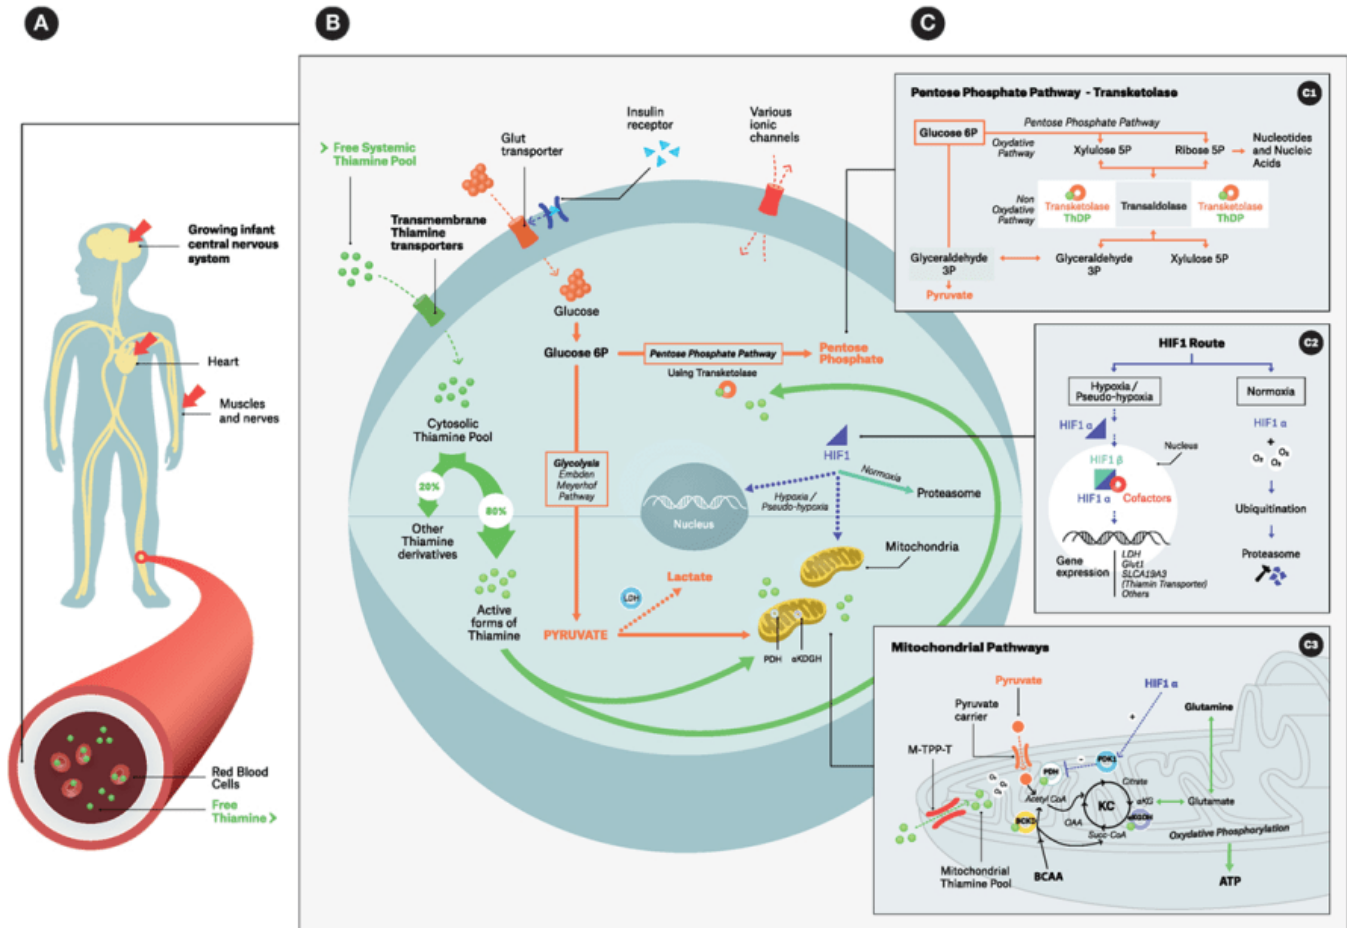 A
B
C
Growing infant
central nervous
system
Heart
Muscles
and nerves
Red Blood
Cells
Free
Thiamine >
> Free Systemic
Thiamine Pool
Glut
transporter
Insulin
receptor
Various
ionic
channels
Transmembrane
Thiamine
transporters
Glucose
Glucose 6P
Pentose Phosphate Pathway
Pentose
Phosphate
Using Transketolase
Cytosolic
Thiamine Pool
20%
80%
Other
Thiamine
derivatives
Active
forms of
Thiamine
Glycolysis
Embden
Meyerhof
Pathway
HIF1
Normoxia
Proteasome
Hypoxia /
Pseudo-hypoxia
Nucleus
Mitochondria
Lactate
LDH
PYRUVATE
PDH
αKDGH
C1
Pentose Phosphate Pathway - Transketolase
Glucose 6P
Pentose Phosphate Pathway
Oxydative
Pathway
Xylulose 5P
Ribose 5P
Nucleotides
and Nucleic
Acids
Non
Oxydative
Pathway
Transketolase
ThDP
Transaldolase
Transketolase
ThDP
Glyceraldehyde
3P
Glyceraldehyde
3P
Xylulose 5P
Pyruvate
C2
HIF1 Route
Hypoxia /
Pseudo-hypoxia
Normoxia
HIF1 α
HIF1 α
+
O₂
O₂
O₂
Nucleus
HIF1 β
HIF1 α
Cofactors
Ubiquitination
Proteasome
Gene
expression
LDH
Glut1
SLCA19A3
(Thiamin Transporter)
Others
C3
Mitochondrial Pathways
Pyruvate
HIF1 α
Pyruvate
carrier
Glutamine
M-TPP-T
+
-
PDK1
PDH
O₂
O₂
O₂
Citrate
Acetyl CoA
KC
αKG
Glutamate
OAA
BCKD
αKGDH
Succ-CoA
Oxydative Phosphorylation
Mitochondrial
Thiamine Pool
BCAA
ATP